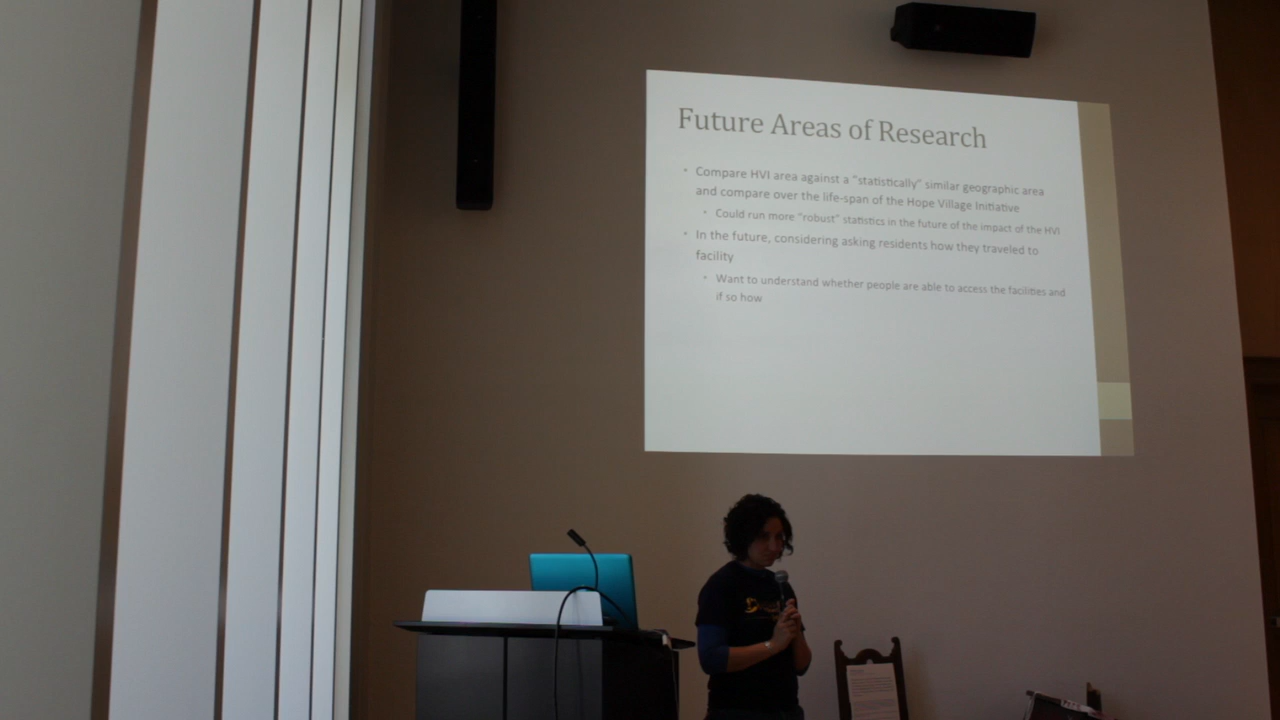 Future Areas of Research
Compare HVI area against a "statistically" similar geographic area
and compare over the life-span of the Hope Village Initiative
Could run more "robust" statistics in the future of the impact of the HVI
In the future, considering asking residents how they traveled to
facility
Want to understand whether people are able to access the facilities and
if so how